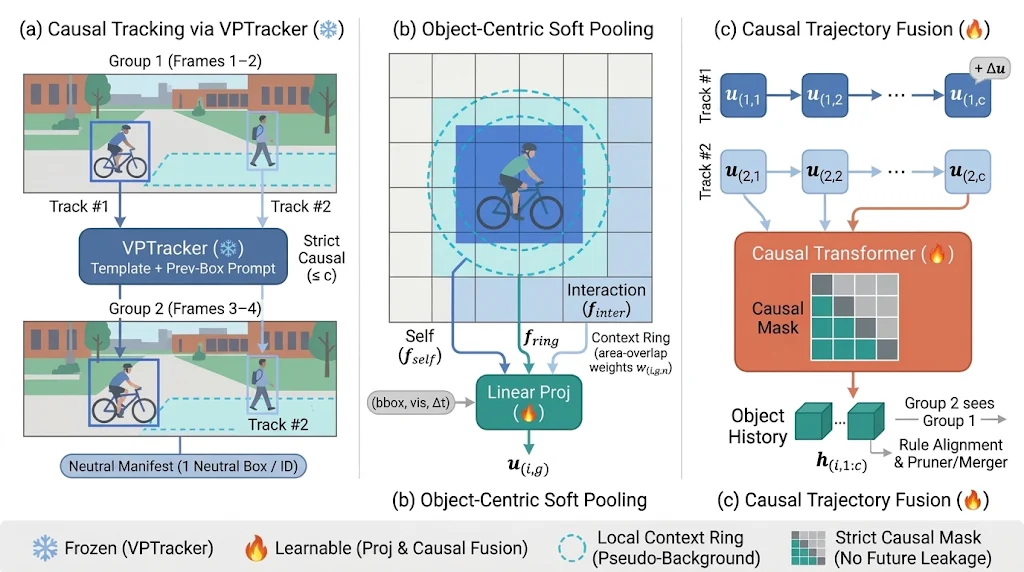 (a) Causal Tracking via VPTracker (❄)
Group 1 (Frames 1–2)
Track #1
Track #2
VPTracker (❄)
Template + Prev-Box Prompt
Strict
Causal
(≤ c)
Group 2 (Frames 3–4)
Track #2
Neutral Manifest (1 Neutral Box / ID)
(b) Object-Centric Soft Pooling
Interaction
(f_inter)
Self
(f_self)
f_ring
Context Ring
(area-overlap
weights w_(i,g,n))
(bbox, vis, Δt)
Linear Proj
(🔥)
u_(i,g)
(b) Object-Centric Soft Pooling
(c) Causal Trajectory Fusion (🔥)
+ Δu
Track #1
u_(1,1
u_(1,2
...
u_(1,c
Track #2
u_(2,1
u_(2,2
...
u_(2,c
Causal Transformer (🔥)
Causal
Mask
Object
History
...
h_(i,1:c)
Group 2 sees
Group 1
Rule Alignment
& Pruner/Merger
(c) Causal Trajectory Fusion (🔥)
❄ Frozen (VPTracker)
🔥 Learnable (Proj & Causal Fusion)
Local Context Ring
(Pseudo-Background)
Strict Causal Mask
(No Future Leakage)